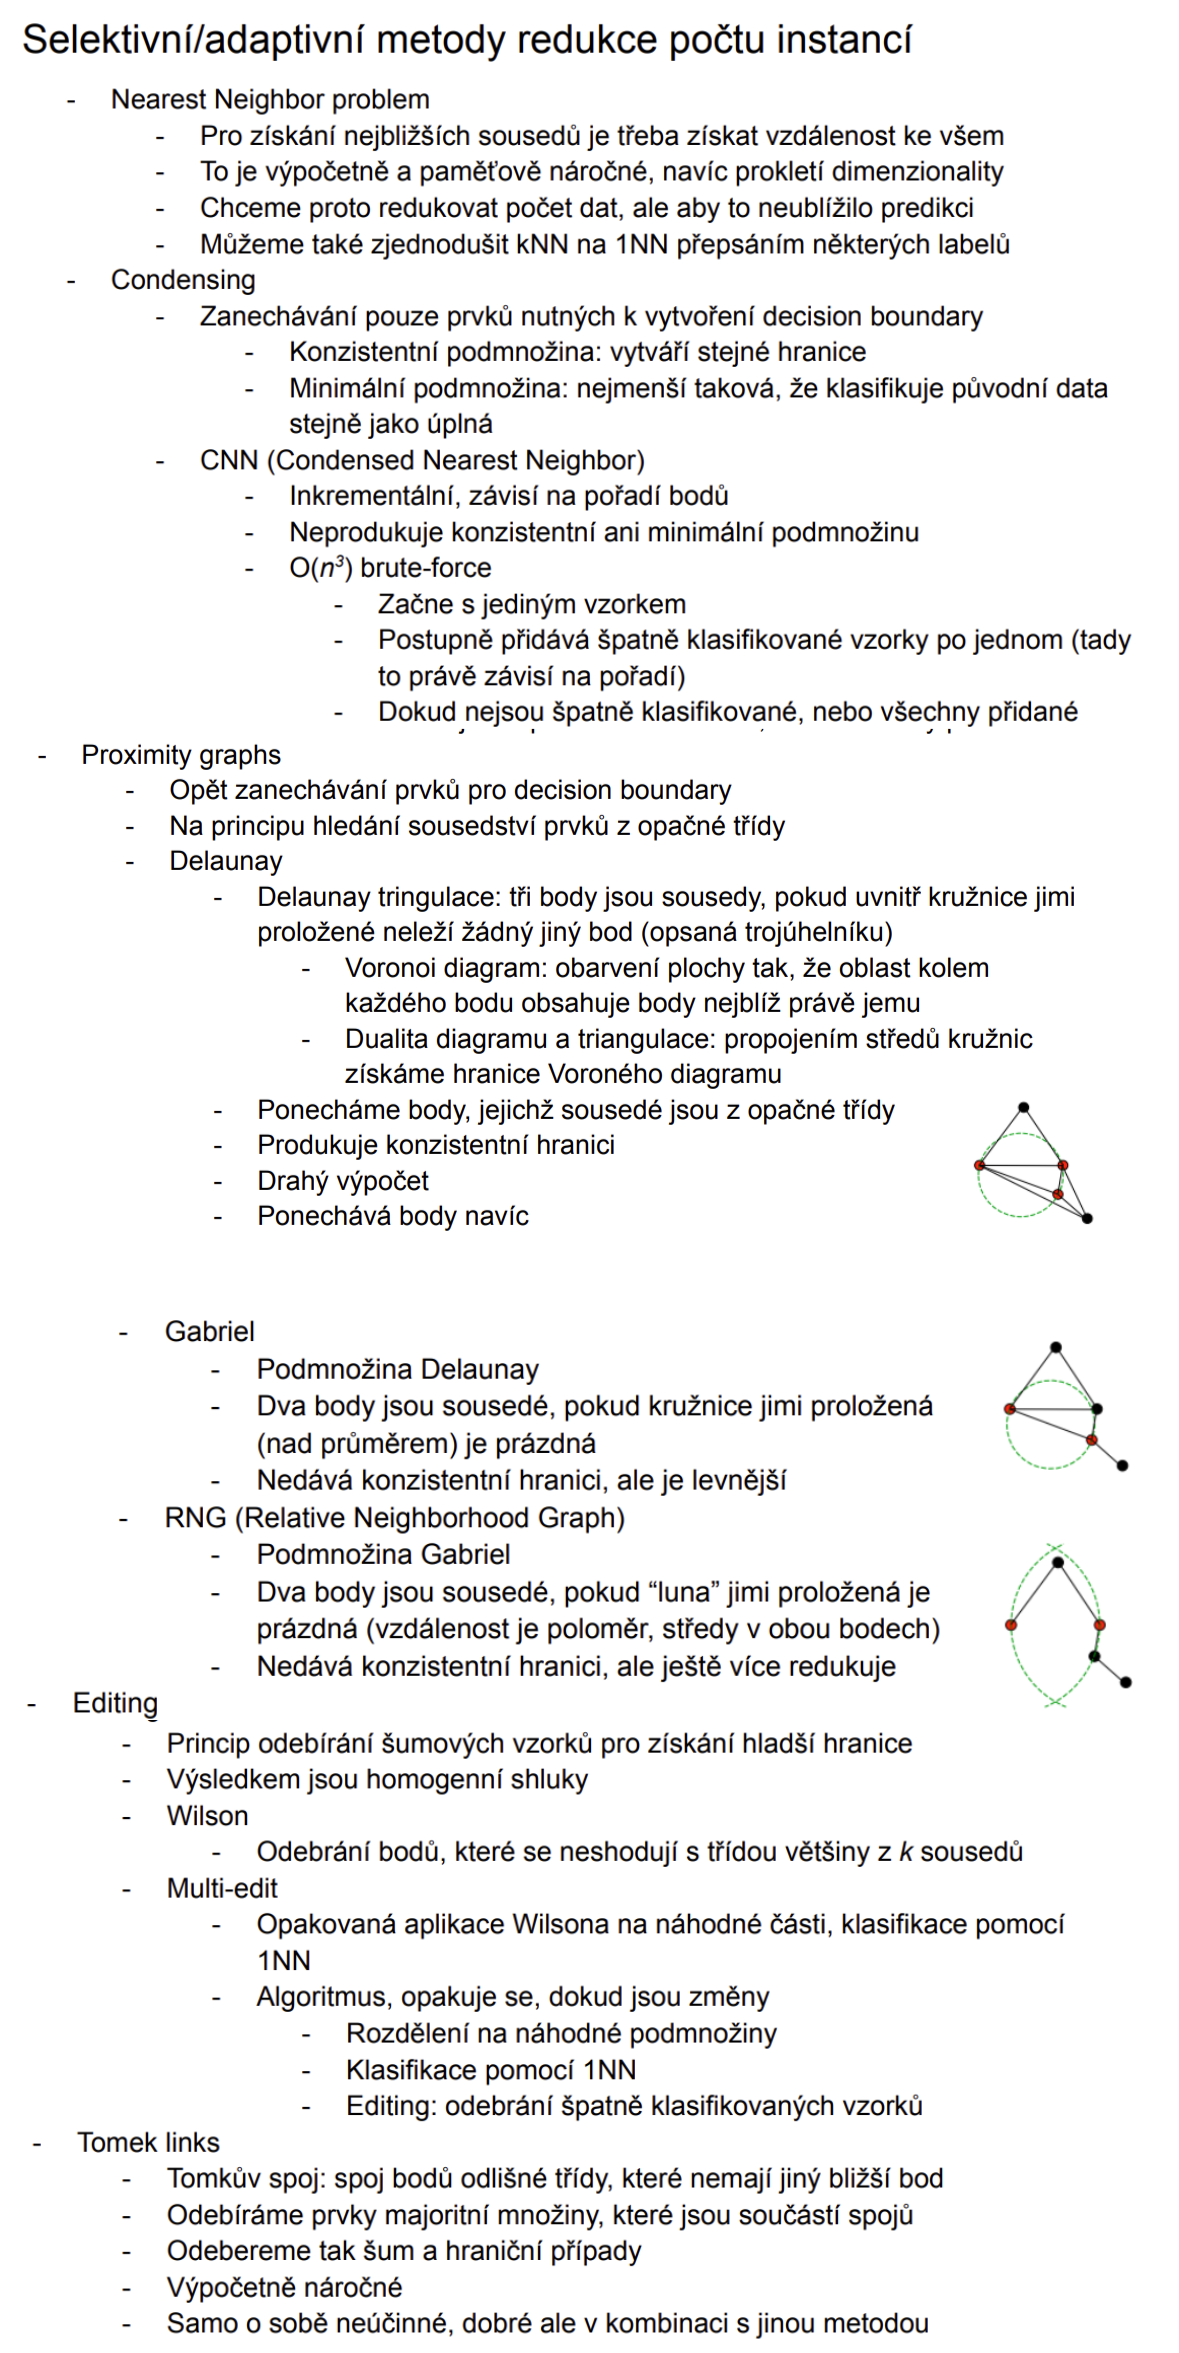 Selektivní/adaptivní metody redukce počtu instancí
- Nearest Neighbor problem
- Pro získání nejbližších sousedů je třeba získat vzdálenost ke všem
- To je výpočetně a paměťově náročné, navíc prokletí dimenzionality
- Chceme proto redukovat počet dat, ale aby to neublížilo predikci
- Můžeme také zjednodušit kNN na 1NN přepsáním některých labelů
- Condensing
- Zanechávání pouze prvků nutných k vytvoření decision boundary
- Konzistentní podmnožina: vytváří stejné hranice
- Minimální podmnožina: nejmenší taková, že klasifikuje původní data
stejně jako úplná
- CNN (Condensed Nearest Neighbor)
- Inkrementální, závisí na pořadí bodů
- Neprodukuje konzistentní ani minimální podmnožinu
- O(n³) brute-force
- Začne s jediným vzorkem
- Postupně přidává špatně klasifikované vzorky po jednom (tady
to právě závisí na pořadí)
- Dokud nejsou špatně klasifikované, nebo všechny přidané
- Proximity graphs
- Opět zanechávání prvků pro decision boundary
- Na principu hledání sousedství prvků z opačné třídy
- Delaunay
- Delaunay tringulace: tři body jsou sousedy, pokud uvnitř kružnice jimi
proložené neleží žádný jiný bod (opsaná trojúhelníku)
- Voronoi diagram: obarvení plochy tak, že oblast kolem
každého bodu obsahuje body nejblíž právě jemu
- Dualita diagramu a triangulace: propojením středů kružnic
získáme hranice Voroného diagramu
- Ponecháme body, jejichž sousedé jsou z opačné třídy
- Produkuje konzistentní hranici
- Drahý výpočet
- Ponechává body navíc
- Gabriel
- Podmnožina Delaunay
- Dva body jsou sousedé, pokud kružnice jimi proložená
(nad průměrem) je prázdná
- Nedává konzistentní hranici, ale je levnější
- RNG (Relative Neighborhood Graph)
- Podmnožina Gabriel
- Dva body jsou sousedé, pokud “luna” jimi proložená je
prázdná (vzdálenost je poloměr, středy v obou bodech)
- Nedává konzistentní hranici, ale ještě více redukuje
- Editing
- Princip odebírání šumových vzorků pro získání hladší hranice
- Výsledkem jsou homogenní shluky
- Wilson
- Odebrání bodů, které se neshodují s třídou většiny z k sousedů
- Multi-edit
- Opakovaná aplikace Wilsona na náhodné části, klasifikace pomocí
1NN
- Algoritmus, opakuje se, dokud jsou změny
- Rozdělení na náhodné podmnožiny
- Klasifikace pomocí 1NN
- Editing: odebrání špatně klasifikovaných vzorků
- Tomek links
- Tomkův spoj: spoj bodů odlišné třídy, které nemají jiný bližší bod
- Odebíráme prvky majoritní množiny, které jsou součástí spojů
- Odebereme tak šum a hraniční případy
- Výpočetně náročné
- Samo o sobě neúčinné, dobré ale v kombinaci s jinou metodou